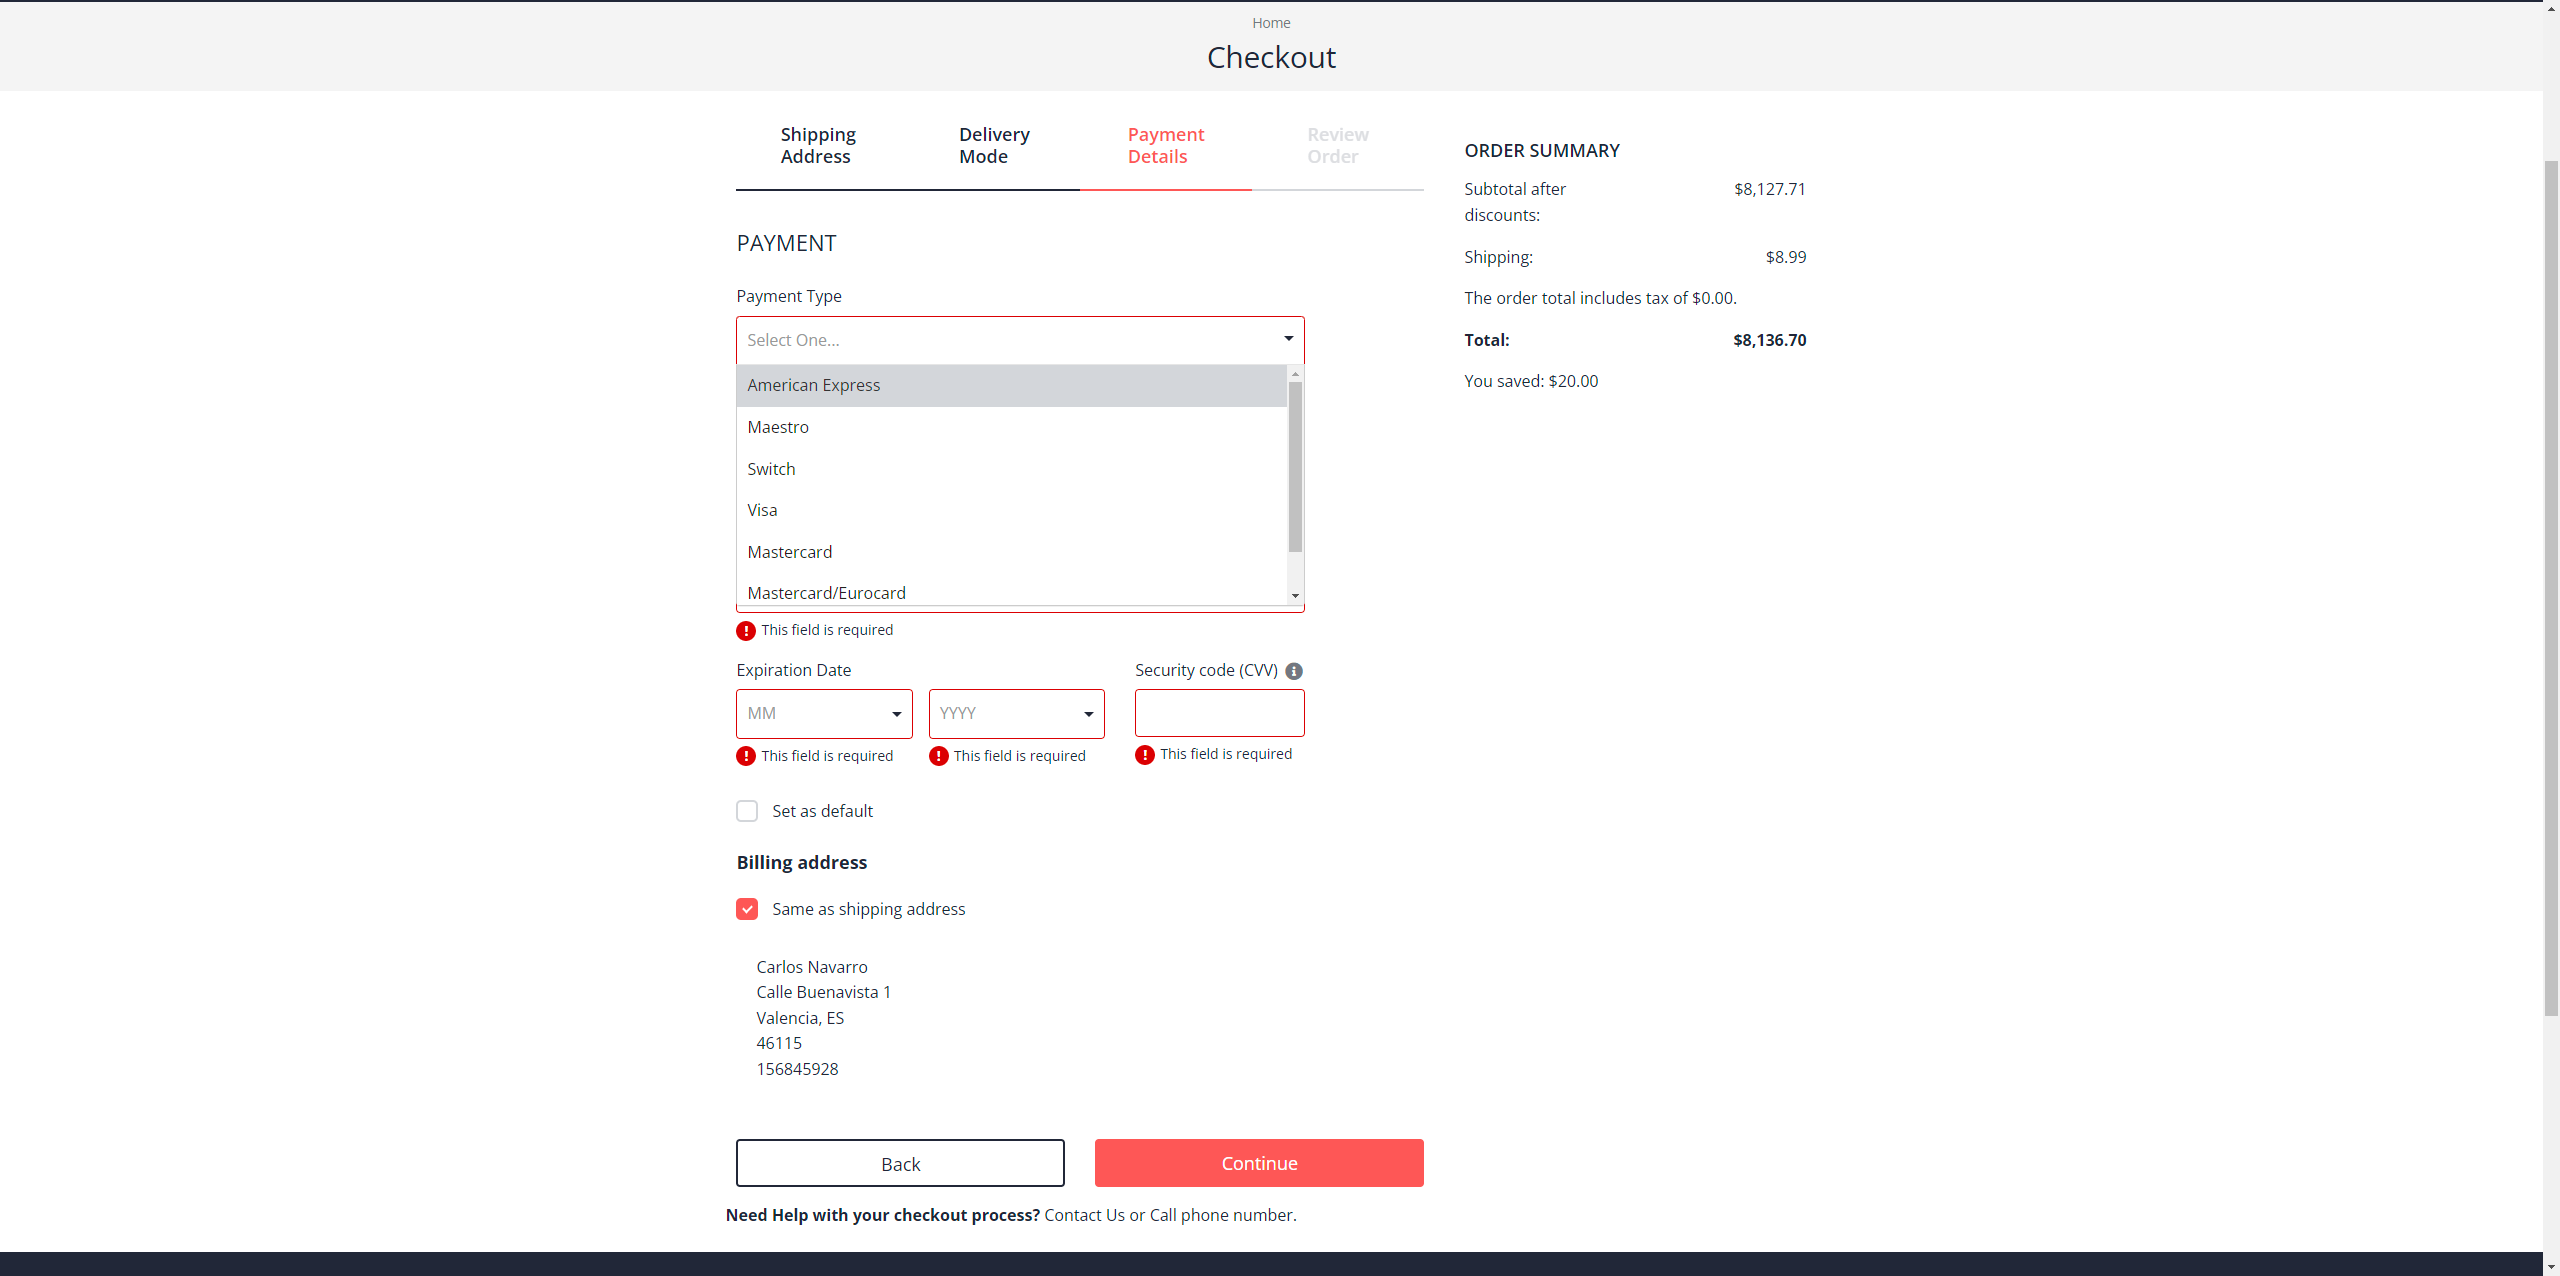 Home
Checkout
Shipping
Address
Delivery
Mode
Payment
Details
Review
Order
PAYMENT
Payment Type
Select One...
American Express
Maestro
Switch
Visa
Mastercard
Mastercard/Eurocard
This field is required
Expiration Date
Security code (CVV)
MM
YYYY
This field is required
This field is required
This field is required
Set as default
Billing address
Same as shipping address
Carlos Navarro
Calle Buenavista 1
Valencia, ES
46115
156845928
Back
Continue
Need Help with your checkout process? Contact Us or Call phone number.
ORDER SUMMARY
Subtotal after
discounts:
$8,127.71
Shipping:
$8.99
The order total includes tax of $0.00.
Total:
$8,136.70
You saved: $20.00